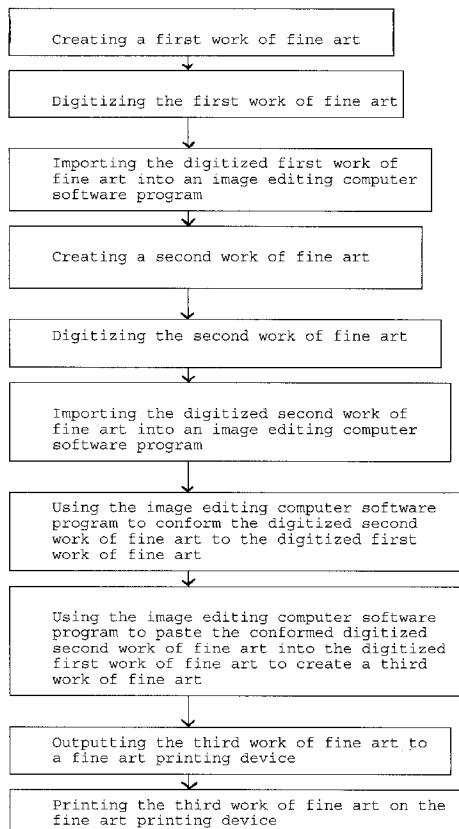 Creating a first work of fine art
Digitizing the first work of fine art
Importing the digitized first work of
fine art into an image editing computer
software program
Creating a second work of fine art
Digitizing the second work of fine art
Importing the digitized second work of
fine art into an image editing computer
software program
Using the image editing computer software
program to conform the digitized second
work of fine art to the digitized first
work of fine art
Using the image editing computer software
program to paste the conformed digitized
second work of fine art into the digitized
first work of fine art to create a third
work of fine art
Outputting the third work of fine art to
a fine art printing device
Printing the third work of fine art on the
fine art printing device